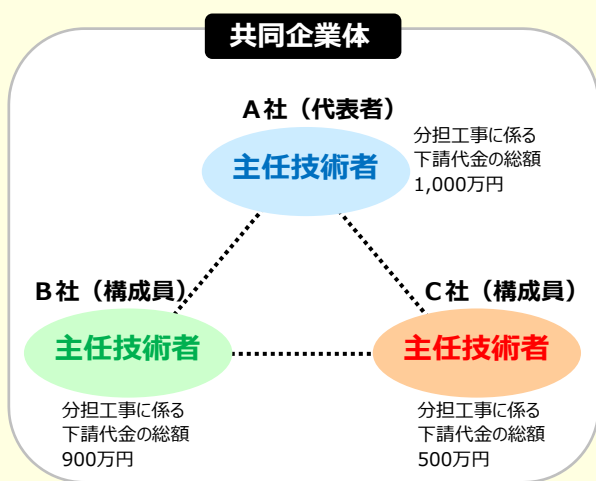 共同企業体
A社（代表者）
主任技術者
分担工事に係る
下請代金の総額
1,000万円
B社（構成員）
主任技術者
分担工事に係る
下請代金の総額
900万円
C社（構成員）
主任技術者
分担工事に係る
下請代金の総額
500万円